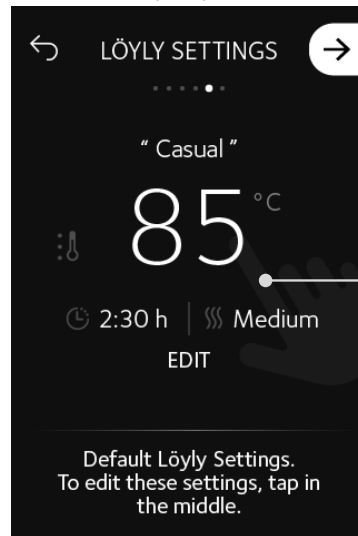 LÖYLY SETTINGS
“ Casual ”
85 °C
2:30 h | Medium
EDIT
Default Löyly Settings.
To edit these settings, tap in
the middle.